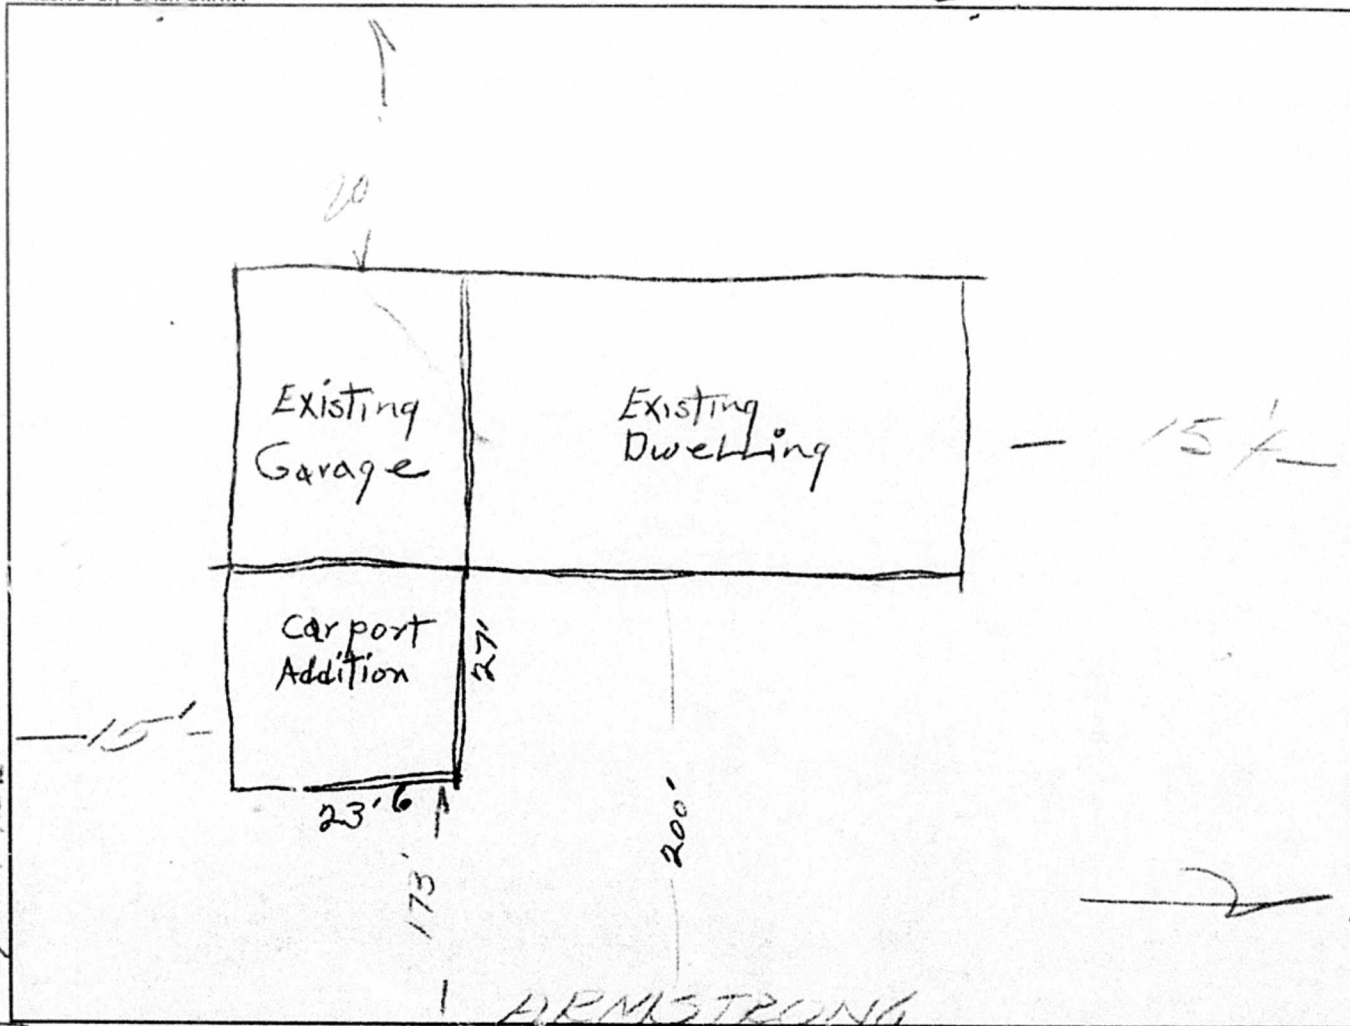 20
Existing
Garage
Existing
Dwelling
15'
Carport
Addition
27'
15'
23'6
200'
173'
ARMSTRONG